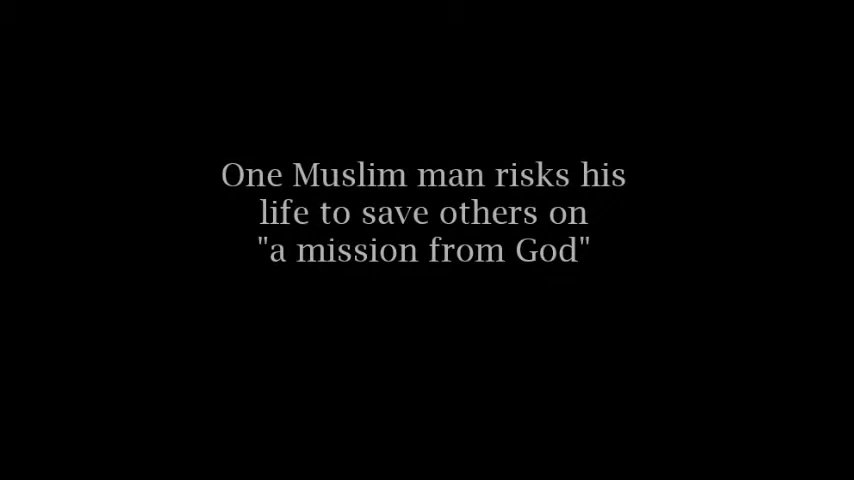 One Muslim man risks his
life to save others on
"a mission from God"